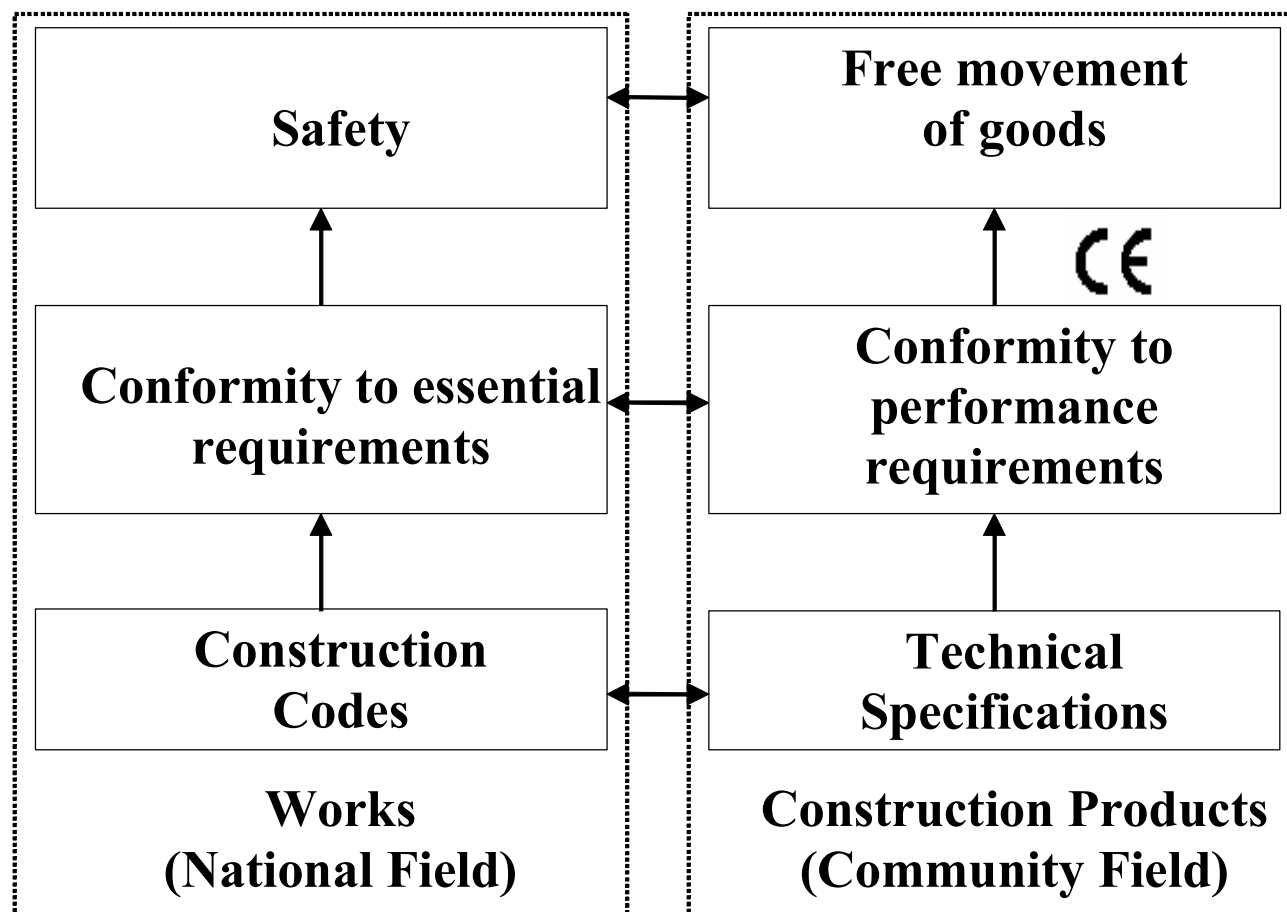 Safety
Conformity to essential
requirements
Construction
Codes
Works
(National Field)
Free movement
of goods
CE
Conformity to
performance
requirements
Technical
Specifications
Construction Products
(Community Field)